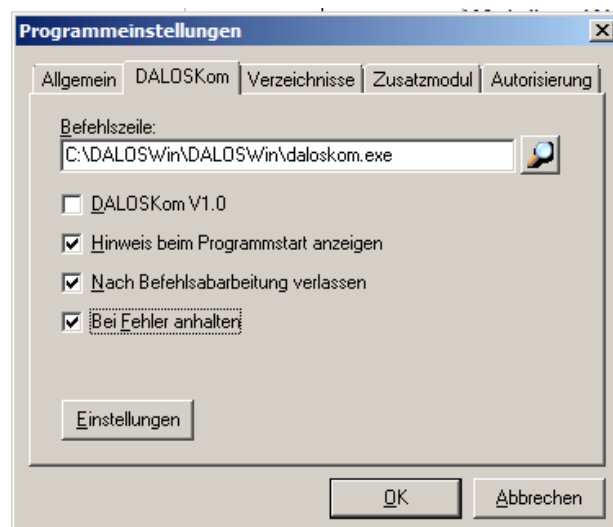 Programmeinstellungen
Allgemein DALOSKom Verzeichnisse Zusatzmodul Autorisierung
Befehlszeile:
C:\DALOSWin\DALOSWin\daloskom.exe
DALOSKom V1.0
Hinweis beim Programmstart anzeigen
Nach Befehlsabarbeitung verlassen
Bei Fehler anhalten
Einstellungen
OK Abbrechen